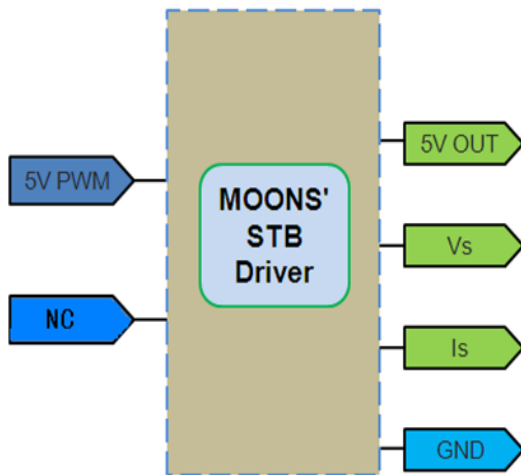 5V PWM
NC
MOONS'
STB
Driver
5V OUT
Vs
Is
GND